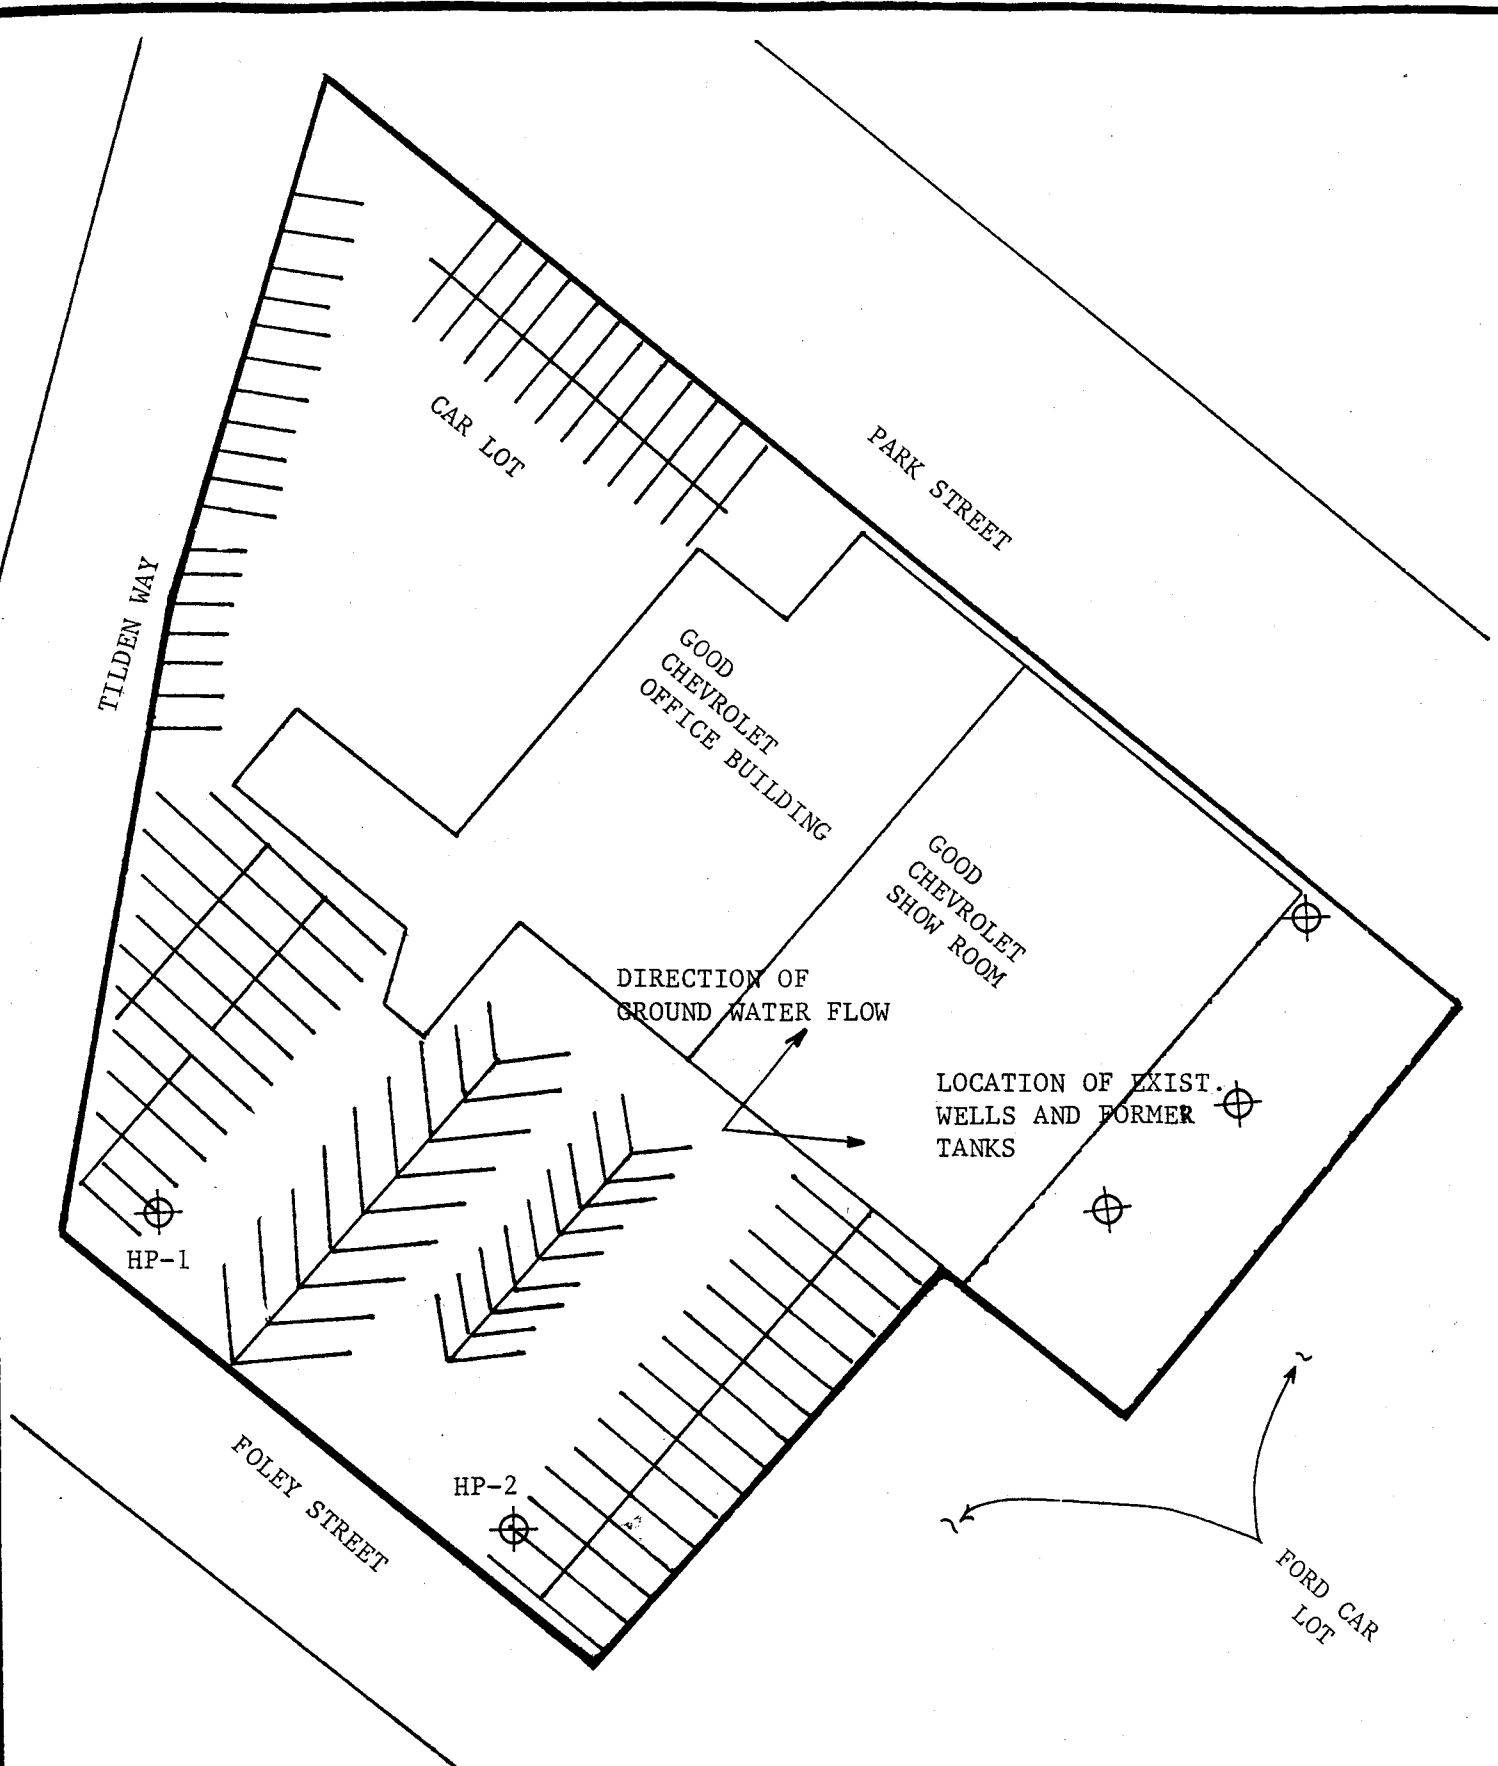 CAR LOT
PARK STREET
TILDEN WAY
GOOD
CHEVROLET
OFFICE BUILDING
GOOD
CHEVROLET
SHOW ROOM
DIRECTION OF
GROUND WATER FLOW
LOCATION OF EXIST.
WELLS AND FORMER
TANKS
HP-1
HP-2
FOLEY STREET
FORD CAR
LOT